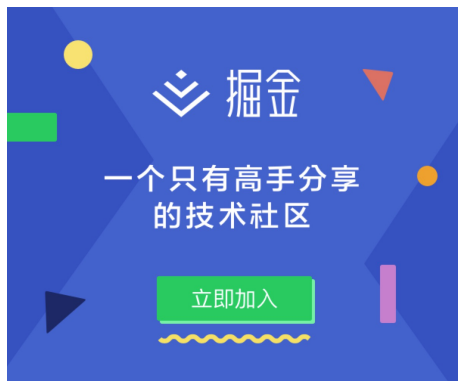 掘金
一个只有高手分享
的技术社区
立即加入